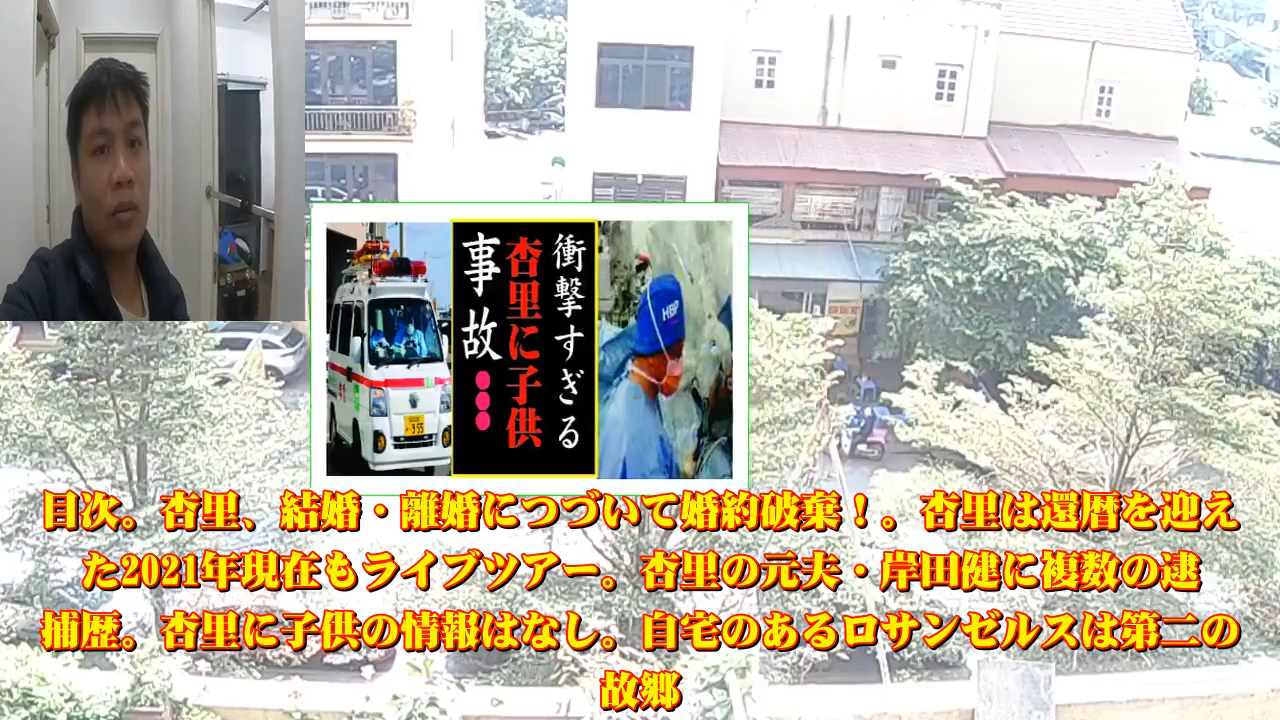 衝撃すぎる
杏里に子供
事故●●●
HBP
955
目次。杏里、結婚・離婚につづいて婚約破棄！。杏里は還暦を迎え
た2021年現在もライブツアー。杏里の元夫・岸田健に複数の逮
捕歴。杏里に子供の情報はなし。自宅のあるロサンゼルスは第二の
故郷